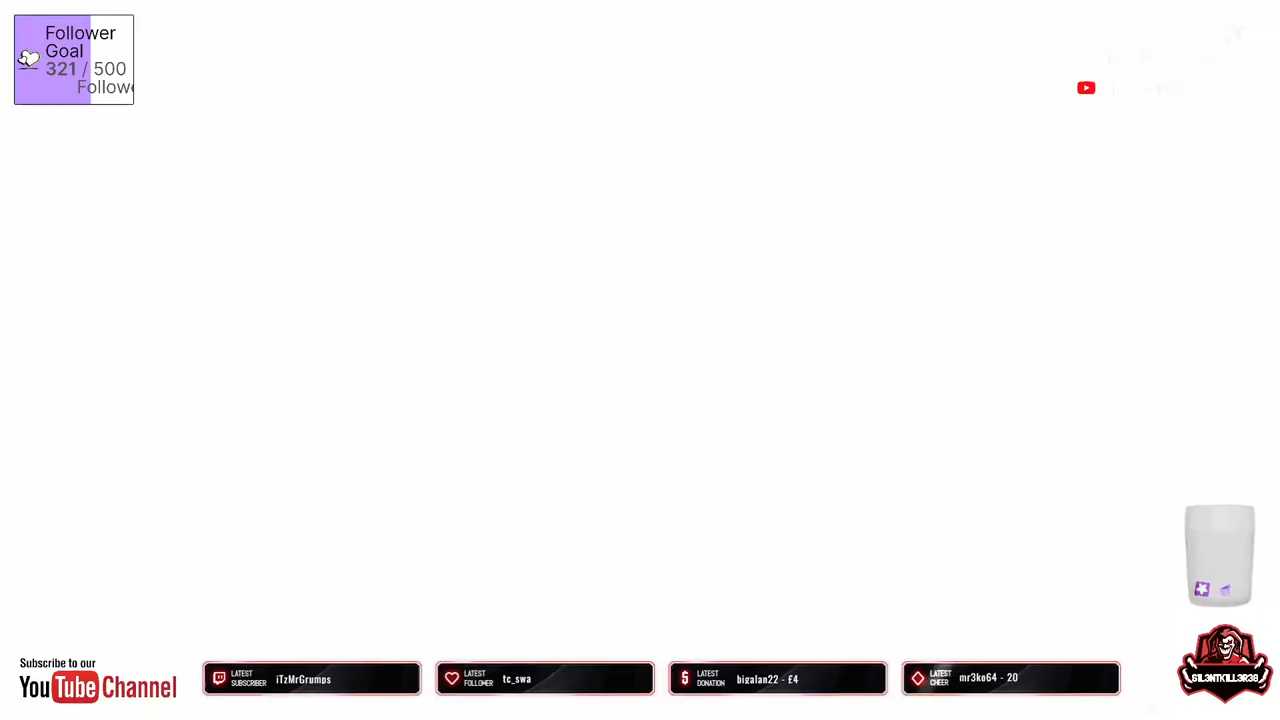 Follower
Goal
321 / 500
Followe
Subscribe to our
YouTube Channel
LATEST
SUBSCRIBER
iTzMrGrumps
LATEST
FOLLOWER
tc_swa
LATEST
DONATION
bigalan22 - £4
LATEST
CHEER
mr3ko64 - 20